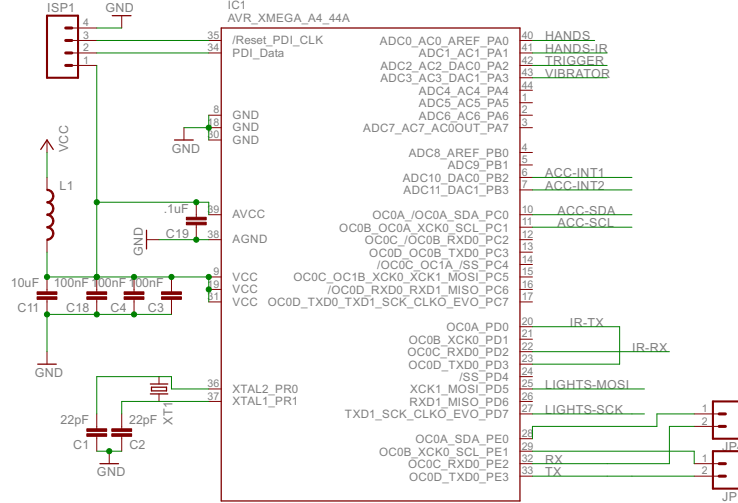 ISP1
GND
4
3
2
1
IC1
AVR_XMEGA_A4_44A
35 /Reset_PDI_CLK
34 PDI_Data
8 GND
18 GND
30 GND
GND
VCC
L1
.1uF
C19
39 AVCC
38 AGND
GND
9 VCC
19 VCC
31 VCC
10uF 100nF 100nF 100nF
C11 C18 C4 C3
GND
36 XTAL2_PR0
37 XTAL1_PR1
XT1
22pF 22pF
C1 C2
GND
ADC0_AC0_AREF_PA0 40 HANDS
ADC1_AC1_PA1 41 HANDS-IR
ADC2_AC2_DAC0_PA2 42 TRIGGER
ADC3_AC3_DAC1_PA3 43 VIBRATOR
ADC4_AC4_PA4 44
ADC5_AC5_PA5 1
ADC6_AC6_PA6 2
ADC7_AC7_AC0OUT_PA7 3
ADC8_AREF_PB0 4
ADC9_PB1 5
ADC10_DAC0_PB2 6 ACC-INT1
ADC11_DAC1_PB3 7 ACC-INT2
OC0A_/OC0A_SDA_PC0 10 ACC-SDA
OC0B_OC0A_XCK0_SCL_PC1 11 ACC-SCL
OC0C_/OC0B_RXD0_PC2 12
OC0D_OC0B_TXD0_PC3 13
/OC0C_OC1A_/SS_PC4 14
OC0C_OC1B_XCK0_XCK1_MOSI_PC5 15
/OC0D_RXD0_RXD1_MISO_PC6 16
OC0D_TXD0_TXD1_SCK_CLKO_EVO_PC7 17
OC0A_PD0 20 IR-TX
OC0B_XCK0_PD1 21
OC0C_RXD0_PD2 22 IR-RX
OC0D_TXD0_PD3 23
/SS_PD4 24
XCK1_MOSI_PD5 25 LIGHTS-MOSI
RXD1_MISO_PD6 26
TXD1_SCK_CLKO_EVO_PD7 27 LIGHTS-SCK
OC0A_SDA_PE0 28
OC0B_XCK0_SCL_PE1 29
OC0C_RXD0_PE2 32 RX
OC0D_TXD0_PE3 33 TX
1
2
1
2